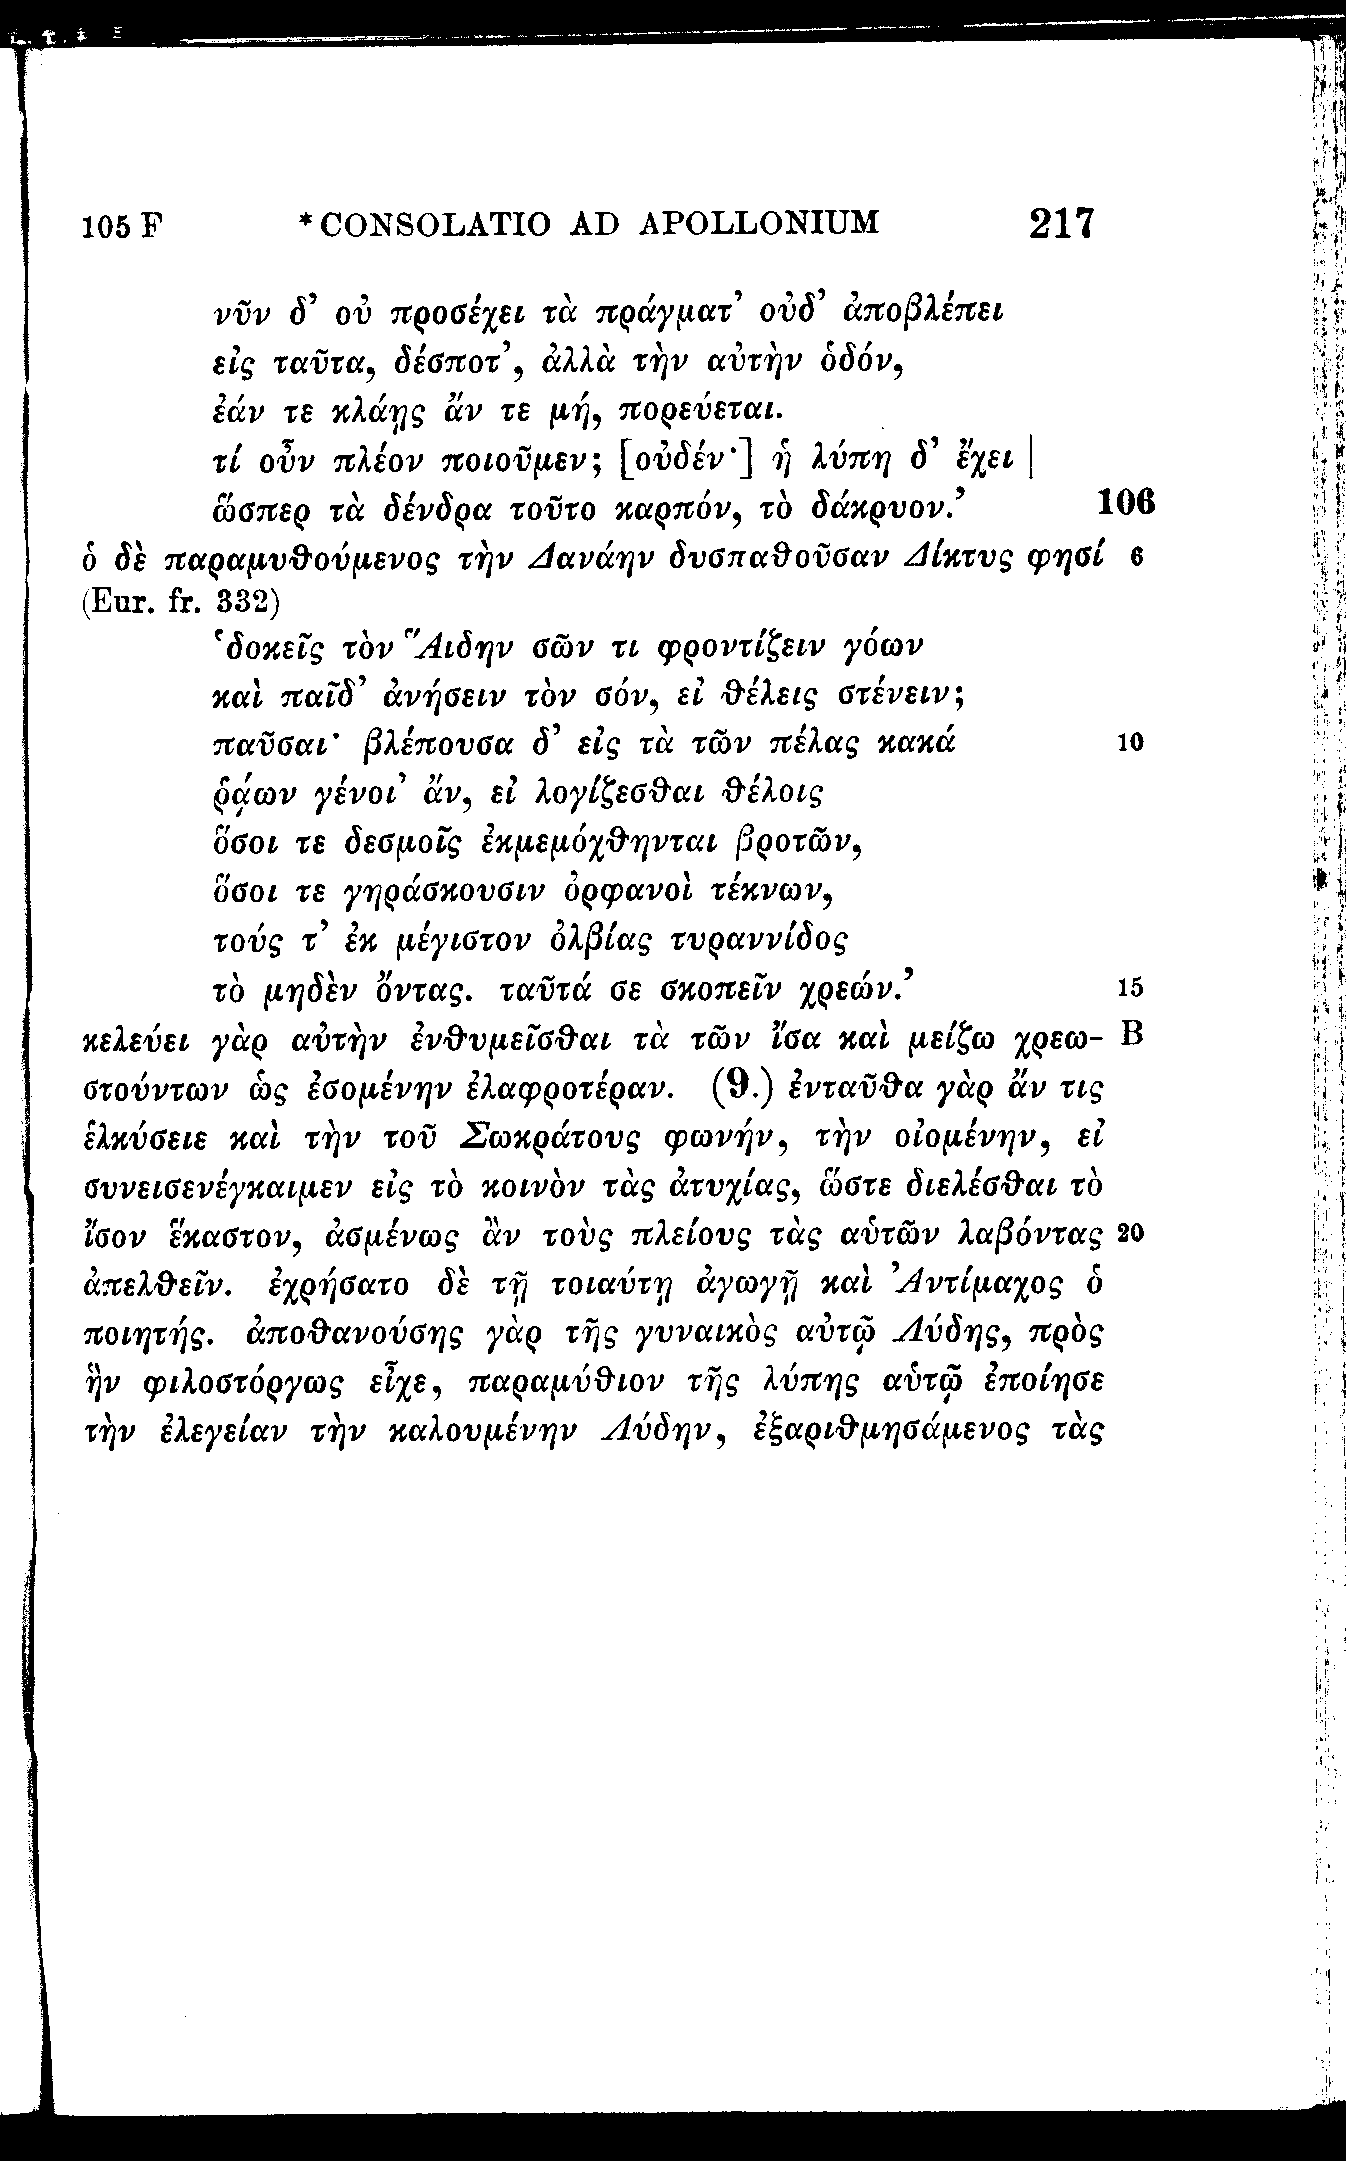 105 F *CONSOLATIO AD APOLLONIUM 217
νῦν δ’ οὐ προσέχει τὰ πράγματ’ οὐδ’ ἀποβλέπει
εἰς ταῦτα, δέσποτ’, ἀλλὰ τὴν αὐτὴν ὁδόν,
ἐάν τε κλάῃς ἄν τε μή, πορεύεται.
τί οὖν πλέον ποιοῦμεν; [οὐδέν·] ἡ λύπη δ’ ἔχει |
ὥσπερ τὰ δένδρα τοῦτο καρπόν, τὸ δάκρυον.’ 106
ὁ δὲ παραμυθούμενος τὴν Δανάην δυσπαθοῦσαν Δίκτυς φησί 6
(Eur. fr. 332)
‘δοκεῖς τὸν Ἅιδην σῶν τι φροντίζειν γόων
καὶ παῖδ’ ἀνήσειν τὸν σόν, εἰ θέλεις στένειν;
παῦσαι· βλέπουσα δ’ εἰς τὰ τῶν πέλας κακά 10
ῥᾴων γένοι’ ἄν, εἰ λογίζεσθαι θέλοις
ὅσοι τε δεσμοῖς ἐκμεμόχθηνται βροτῶν,
ὅσοι τε γηράσκουσιν ὀρφανοὶ τέκνων,
τούς τ’ ἐκ μέγιστον ὀλβίας τυραννίδος
τὸ μηδὲν ὄντας. ταῦτά σε σκοπεῖν χρεών.’ 15
κελεύει γὰρ αὐτὴν ἐνθυμεῖσθαι τὰ τῶν ἴσα καὶ μείζω χρεω- B
στούντων ὡς ἐσομένην ἐλαφροτέραν. (9.) ἐνταῦθα γὰρ ἄν τις
ἑλκύσειε καὶ τὴν τοῦ Σωκράτους φωνήν, τὴν οἰομένην, εἰ
συνεισενέγκαιμεν εἰς τὸ κοινὸν τὰς ἀτυχίας, ὥστε διελέσθαι τὸ
ἴσον ἕκαστον, ἀσμένως ἂν τοὺς πλείους τὰς αὑτῶν λαβόντας 20
ἀπελθεῖν. ἐχρήσατο δὲ τῇ τοιαύτῃ ἀγωγῇ καὶ Ἀντίμαχος ὁ
ποιητής. ἀποθανούσης γὰρ τῆς γυναικὸς αὐτῷ Λύδης, πρὸς
ἣν φιλοστόργως εἶχε, παραμύθιον τῆς λύπης αὑτῷ ἐποίησε
τὴν ἐλεγείαν τὴν καλουμένην Λύδην, ἐξαριθμησάμενος τὰς